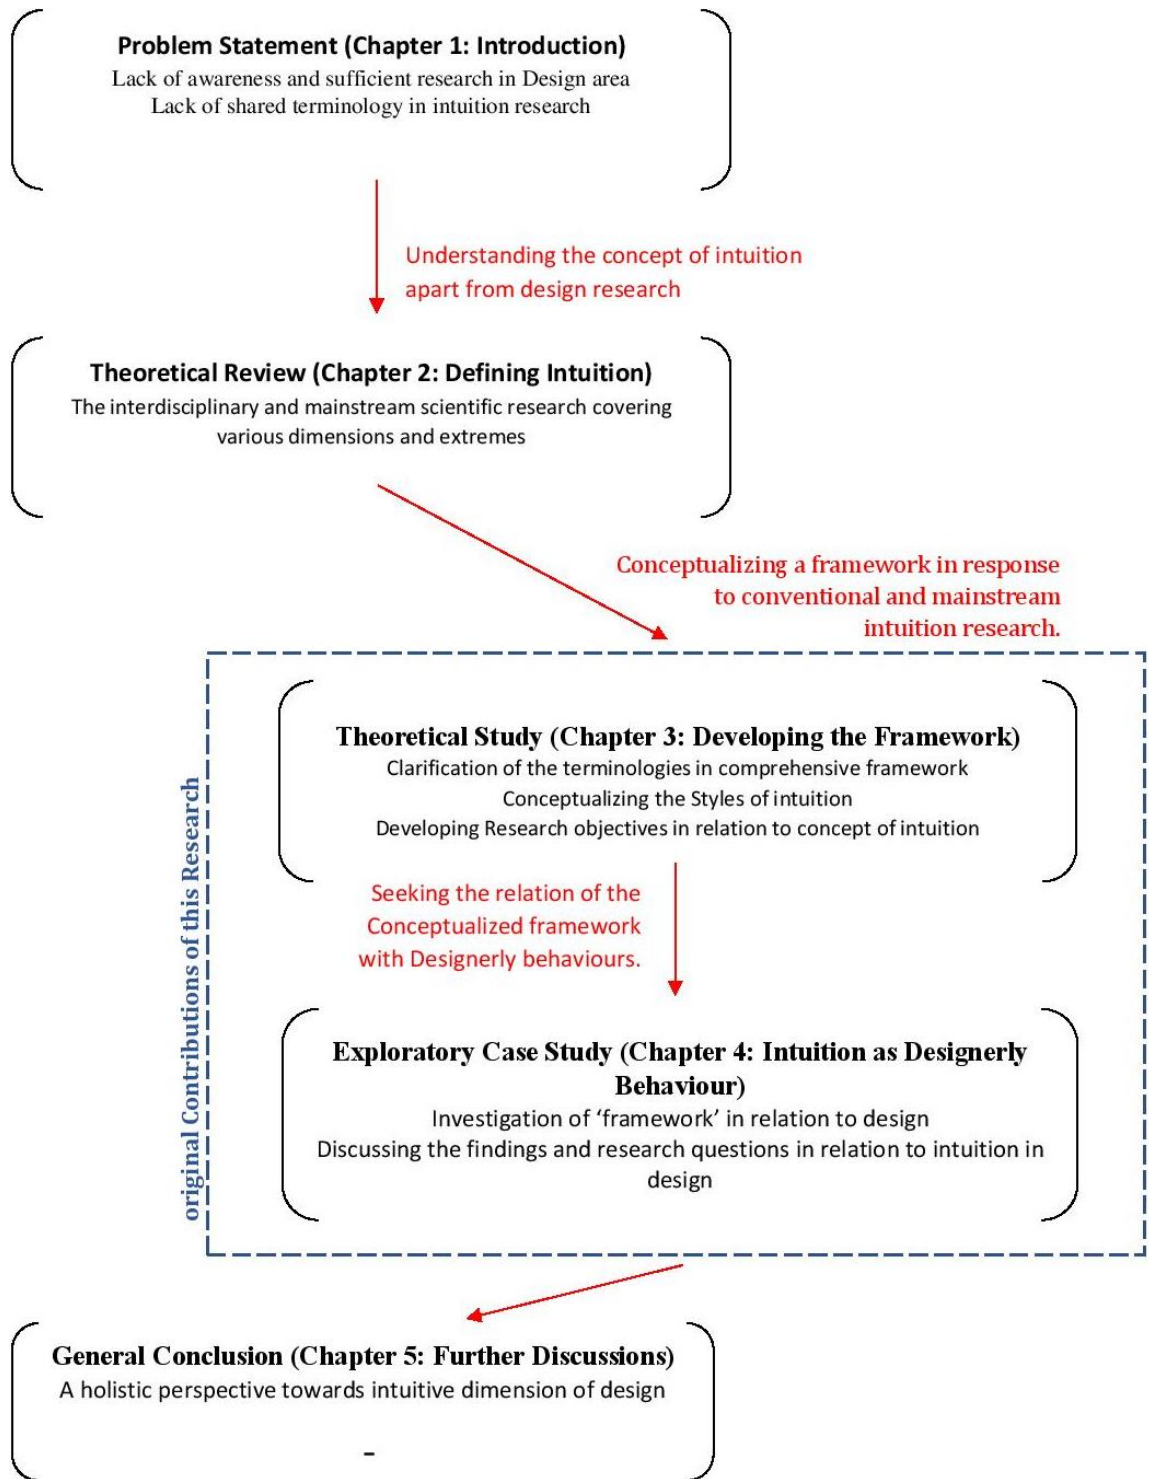 Problem Statement (Chapter 1: Introduction)
Lack of awareness and sufficient research in Design area
Lack of shared terminology in intuition research
Understanding the concept of intuition
apart from design research
Theoretical Review (Chapter 2: Defining Intuition)
The interdisciplinary and mainstream scientific research covering
various dimensions and extremes
Conceptualizing a framework in response
to conventional and mainstream
intuition research.
original Contributions of this Research
Theoretical Study (Chapter 3: Developing the Framework)
Clarification of the terminologies in comprehensive framework
Conceptualizing the Styles of intuition
Developing Research objectives in relation to concept of intuition
Seeking the relation of the
Conceptualized framework
with Designerly behaviours.
Exploratory Case Study (Chapter 4: Intuition as Designerly
Behaviour)
Investigation of ‘framework’ in relation to design
Discussing the findings and research questions in relation to intuition in
design
General Conclusion (Chapter 5: Further Discussions)
A holistic perspective towards intuitive dimension of design
-